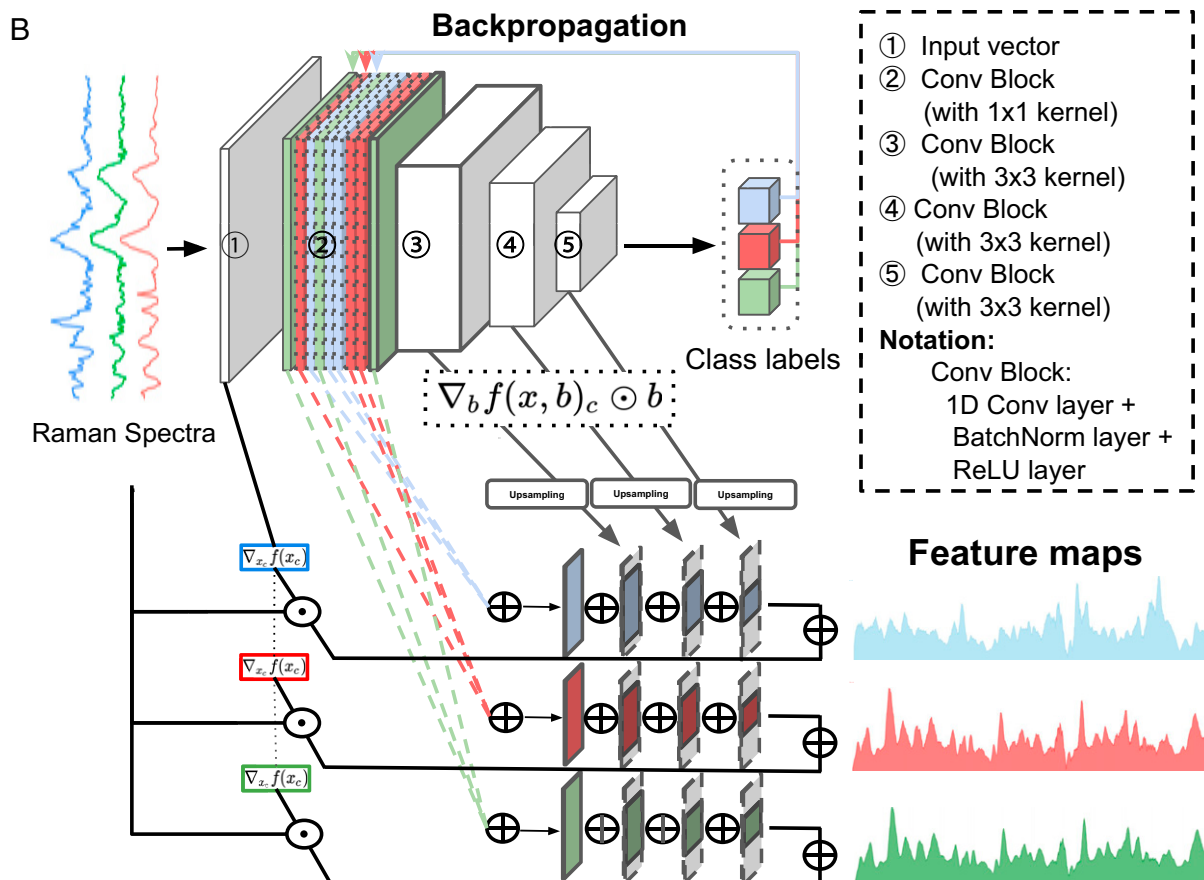 B
Backpropagation
① Input vector
② Conv Block
(with 1x1 kernel)
③ Conv Block
(with 3x3 kernel)
④ Conv Block
(with 3x3 kernel)
⑤ Conv Block
(with 3x3 kernel)
Notation:
Conv Block:
1D Conv layer +
BatchNorm layer +
ReLU layer
① ② ③ ④ ⑤
Class labels
Raman Spectra
∇_b f(x, b)_c ⊙ b
Upsampling Upsampling Upsampling
Feature maps
∇_{x_c} f(x_c)
∇_{x_c} f(x_c)
∇_{x_c} f(x_c)